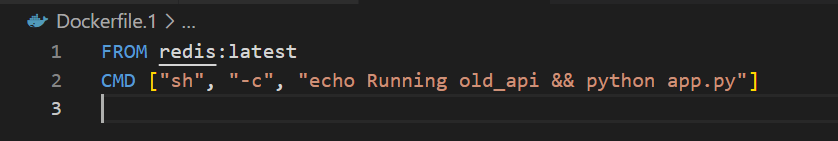 Dockerfile.1 > ...
1 FROM redis:latest
2 CMD ["sh", "-c", "echo Running old_api && python app.py"]
3